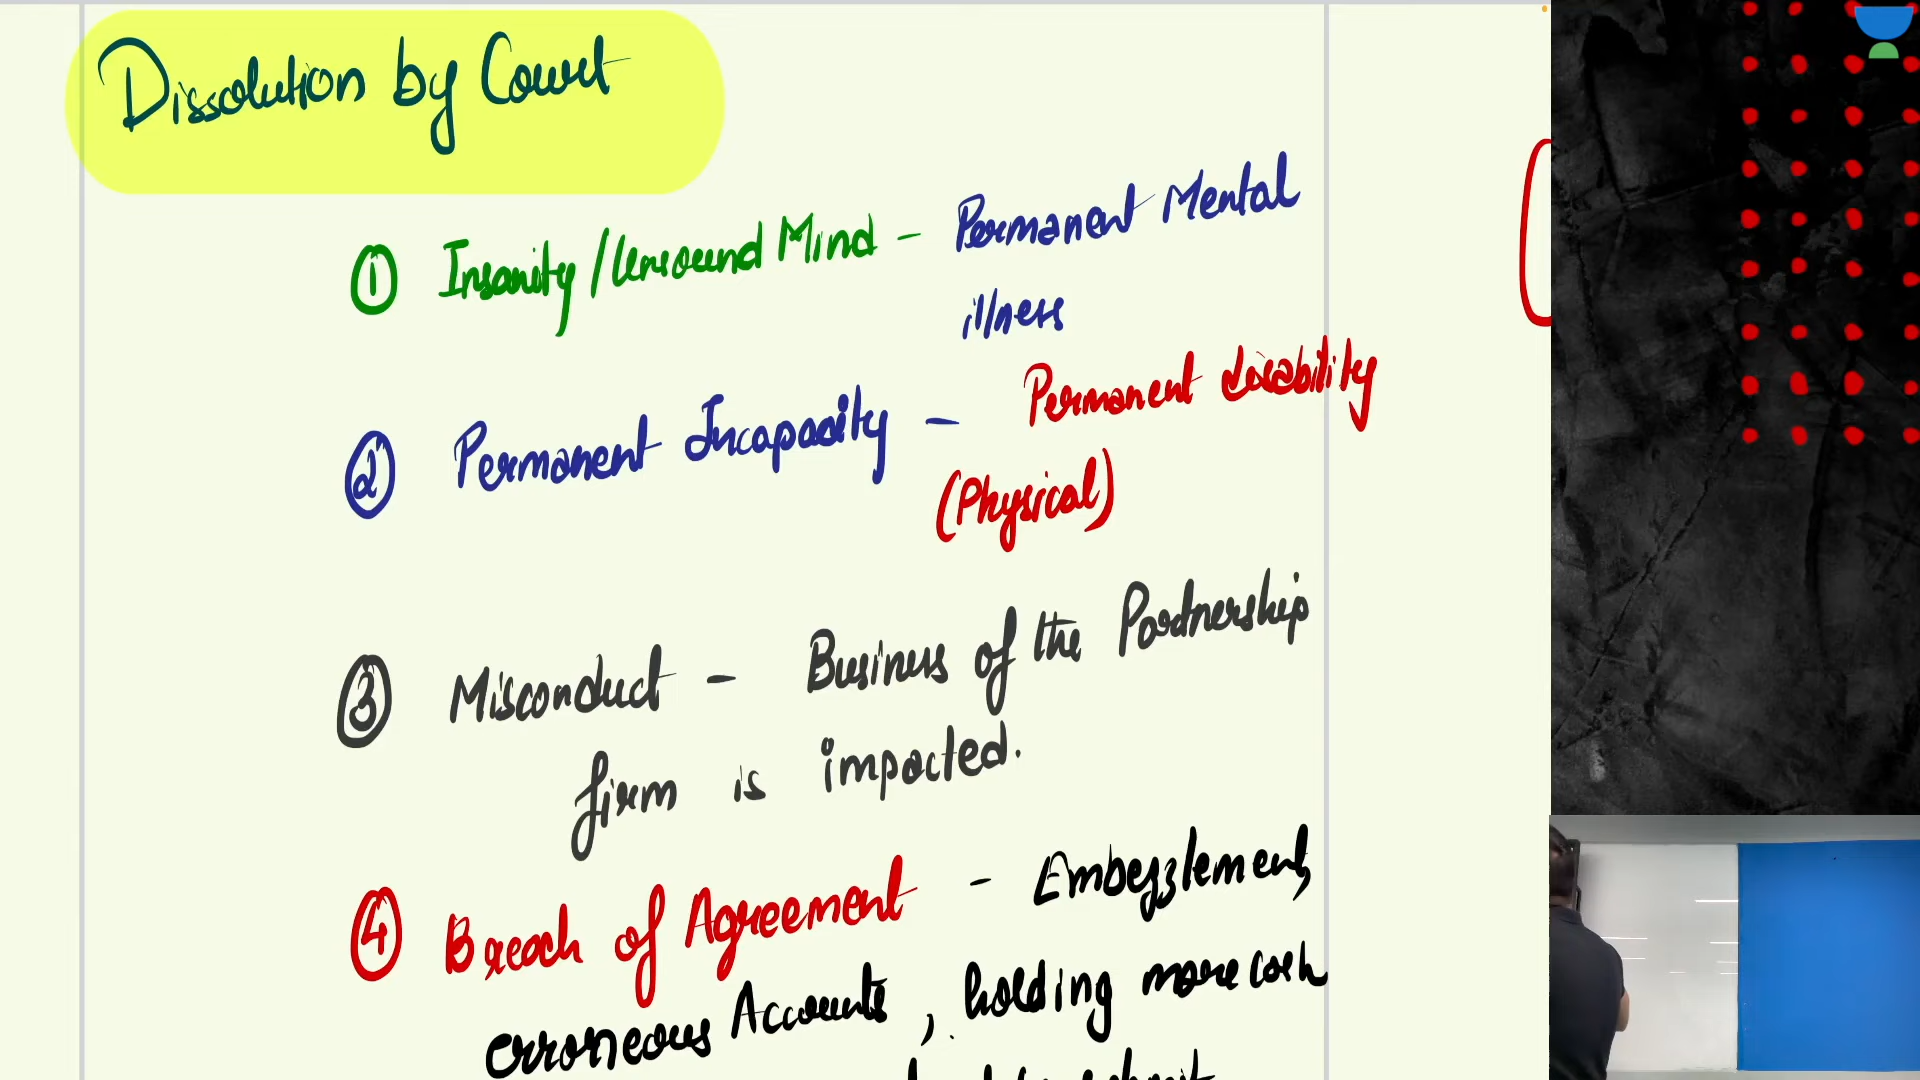 Dissolution by Court
① Insanity/Unsound Mind - Permanent Mental
illness
② Permanent Incapacity - Permanent disability
(Physical)
③ Misconduct - Business of the Partnership
firm is impacted.
④ Breach of Agreement - Embezzlement,
erroneous Accounts, holding more cash